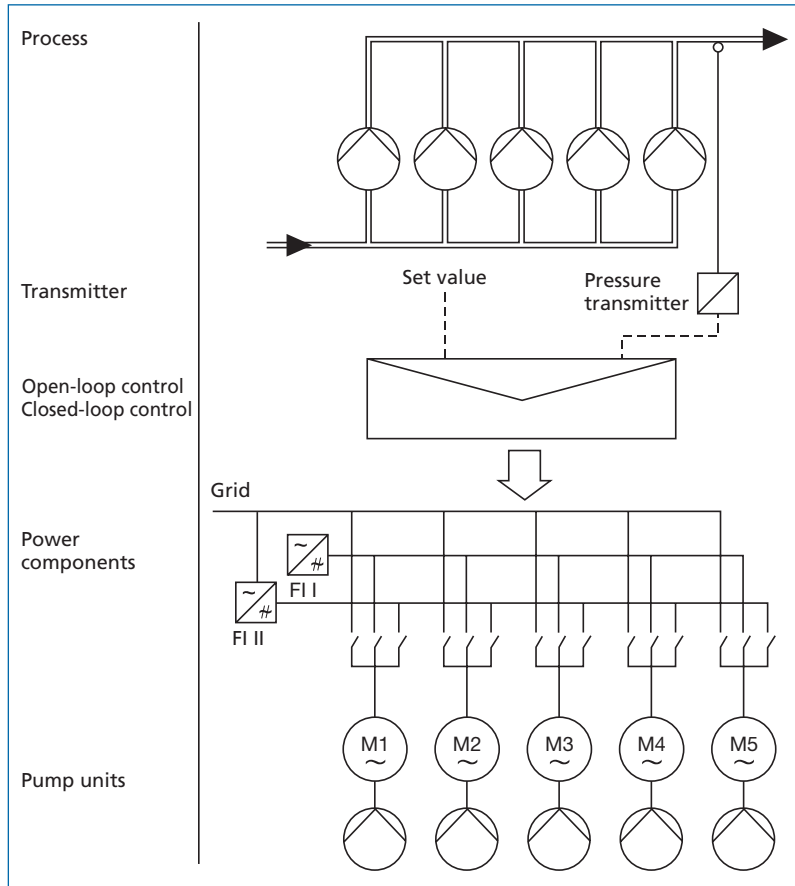 Process
Transmitter
Set value
Pressure
transmitter
Open-loop control
Closed-loop control
Grid
Power
components
~
FI I
~
FI II
M1
~
M2
~
M3
~
M4
~
M5
~
Pump units